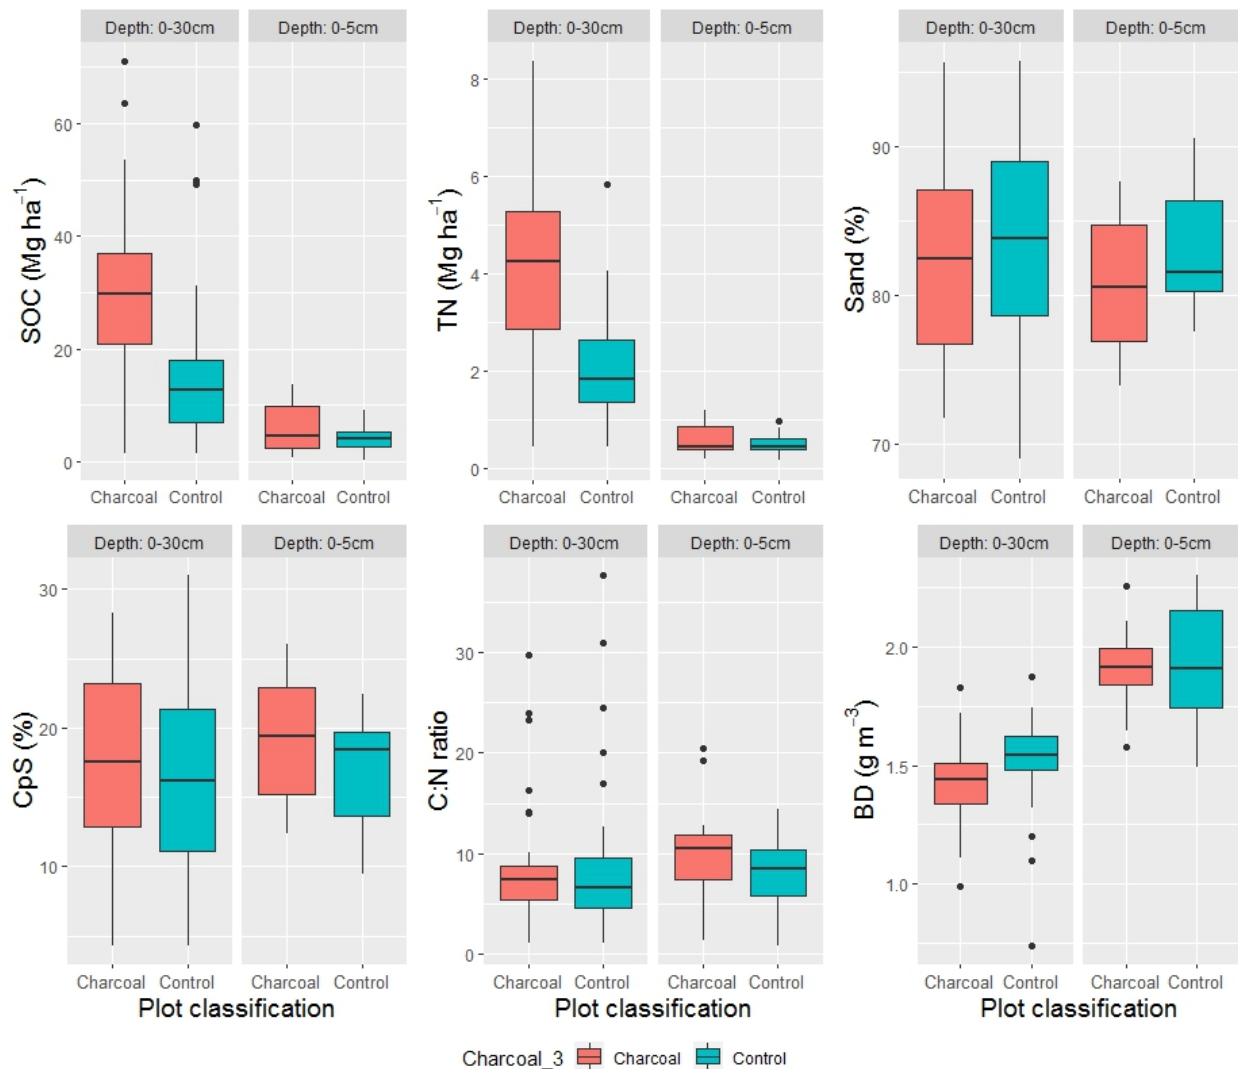 Depth: 0-30cm
Depth: 0-5cm
SOC (Mg ha⁻¹)
60
40
20
0
Charcoal
Control
Charcoal
Control
Depth: 0-30cm
Depth: 0-5cm
TN (Mg ha⁻¹)
8
6
4
2
0
Charcoal
Control
Charcoal
Control
Depth: 0-30cm
Depth: 0-5cm
Sand (%)
90
80
70
Charcoal
Control
Charcoal
Control
Depth: 0-30cm
Depth: 0-5cm
CpS (%)
30
20
10
Charcoal
Control
Charcoal
Control
Plot classification
Depth: 0-30cm
Depth: 0-5cm
C:N ratio
30
20
10
0
Charcoal
Control
Charcoal
Control
Plot classification
Depth: 0-30cm
Depth: 0-5cm
BD (g m⁻³)
2.0
1.5
1.0
Charcoal
Control
Charcoal
Control
Plot classification
Charcoal_3
Charcoal
Control